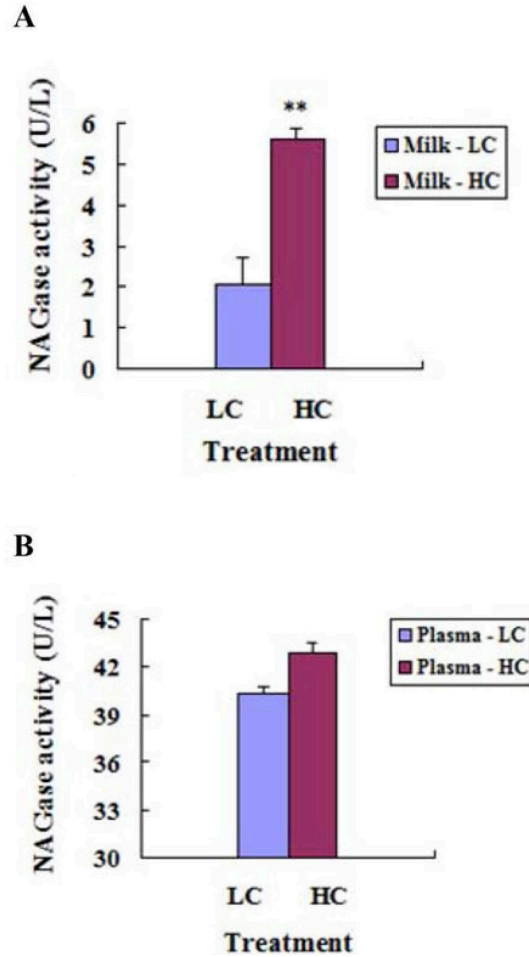 A
**
NAGase activity (U/L)
6
5
4
3
2
1
0
Milk - LC
Milk - HC
LC HC
Treatment
B
NAGase activity (U/L)
45
42
39
36
33
30
Plasma - LC
Plasma - HC
LC HC
Treatment